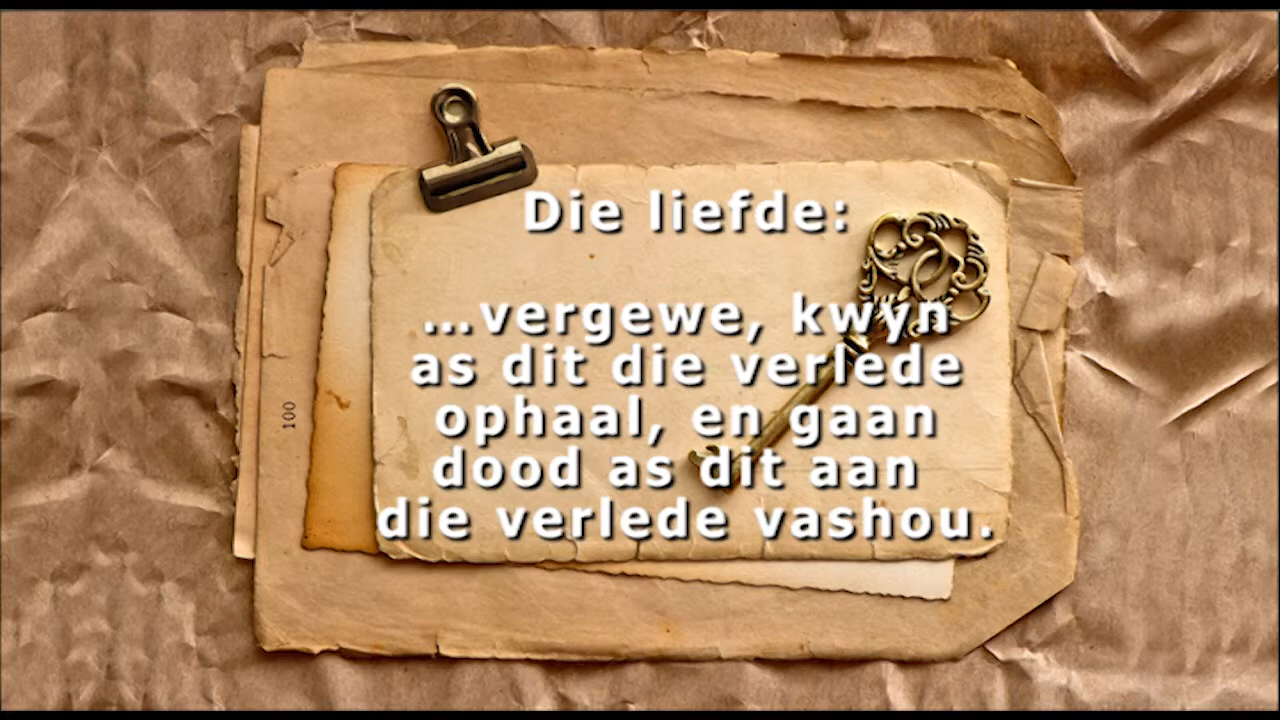 Die liefde:
...vergewe, kwyn
as dit die verlede
ophaal, en gaan
dood as dit aan
die verlede vashou.
100